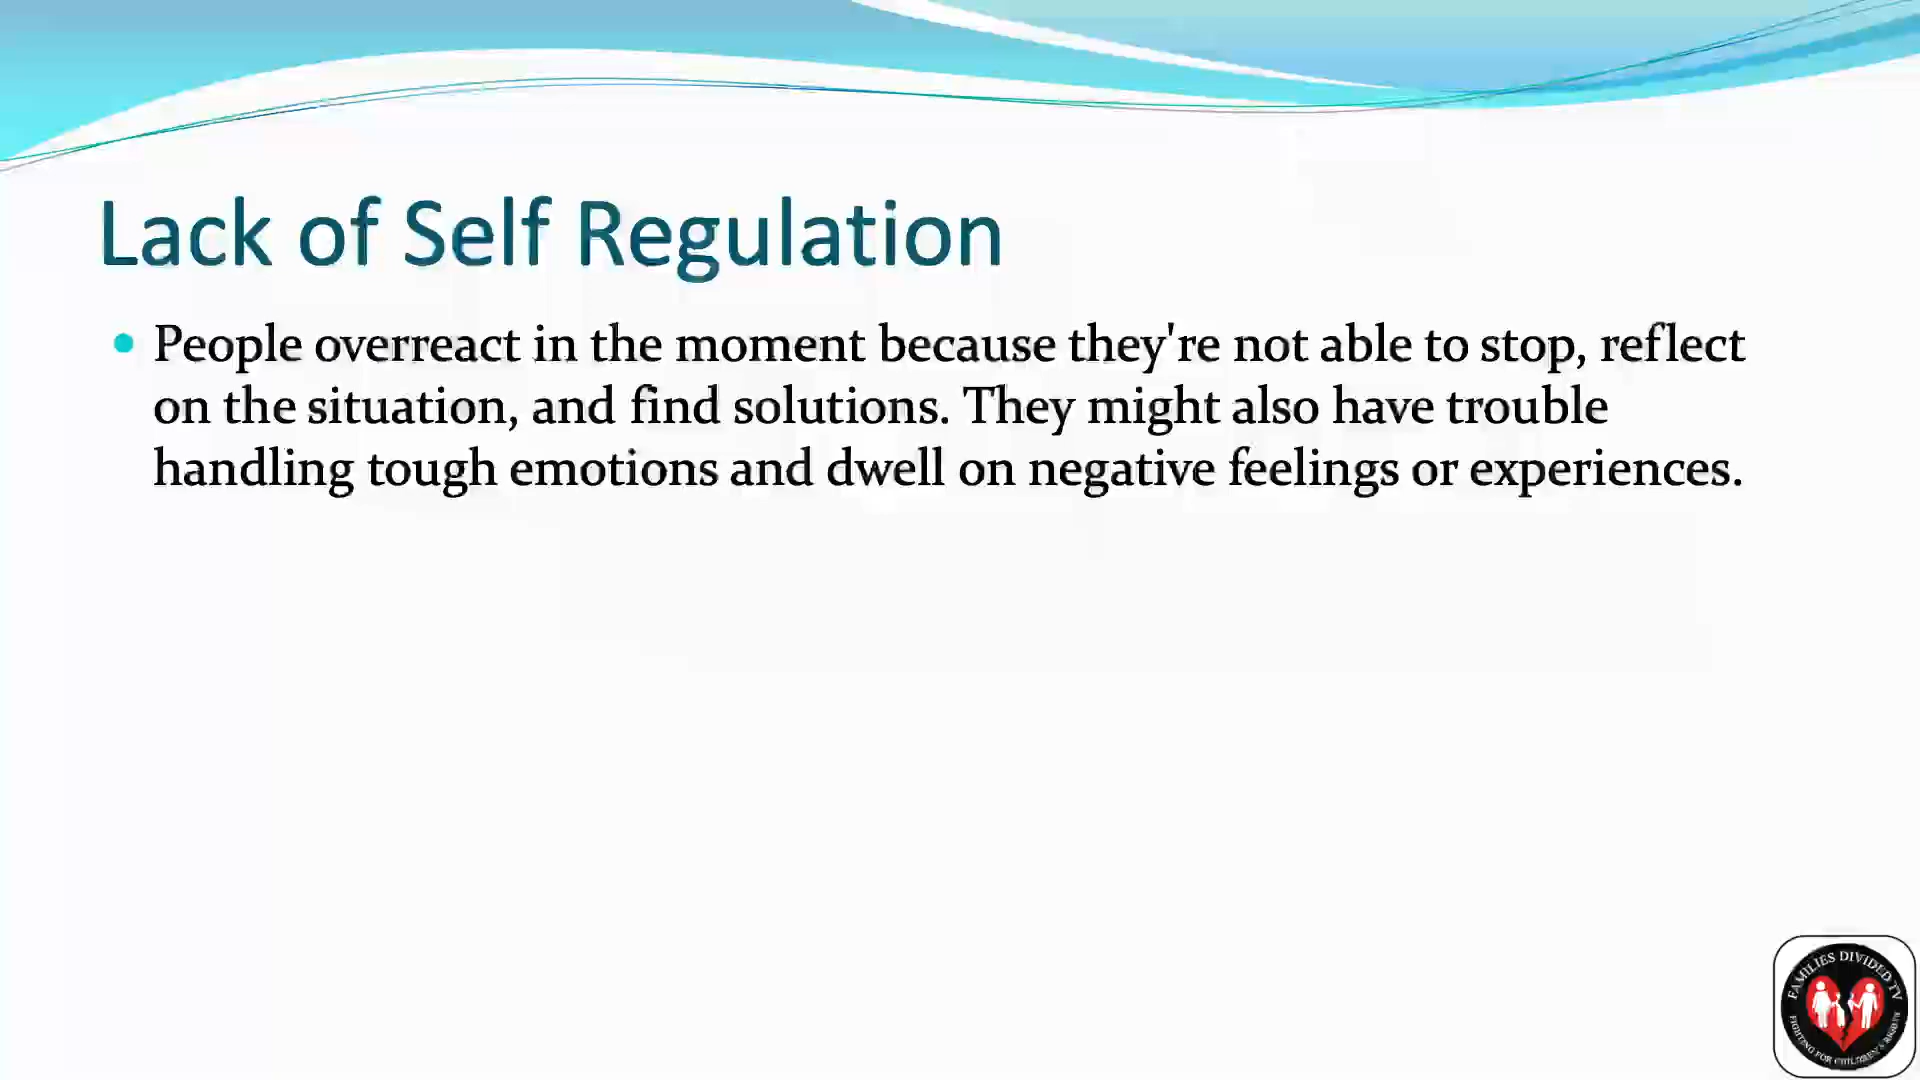 Lack of Self Regulation
People overreact in the moment because they're not able to stop, reflect
on the situation, and find solutions. They might also have trouble
handling tough emotions and dwell on negative feelings or experiences.
FAMILIES DIVIDED TV
FIGHTING FOR CHILDREN'S RIGHTS